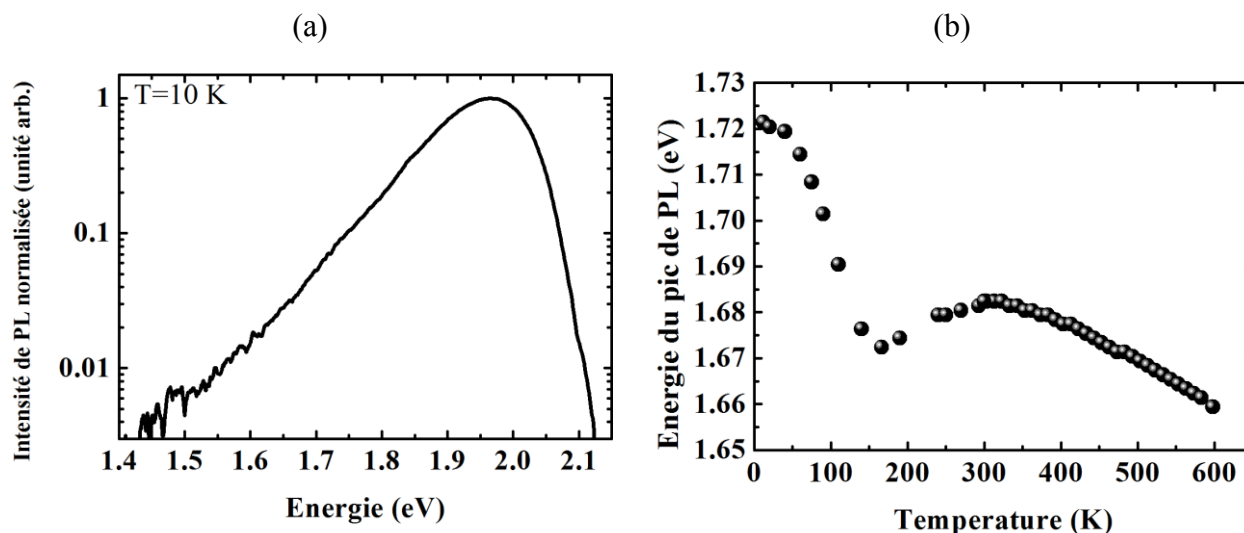 (a)
(b)
Intensité de PL normalisée (unité arb.)
T=10 K
1
0.1
0.01
1.4 1.5 1.6 1.7 1.8 1.9 2.0 2.1
Energie (eV)
Energie du pic de PL (eV)
1.73
1.72
1.71
1.70
1.69
1.68
1.67
1.66
1.65
0 100 200 300 400 500 600
Temperature (K)